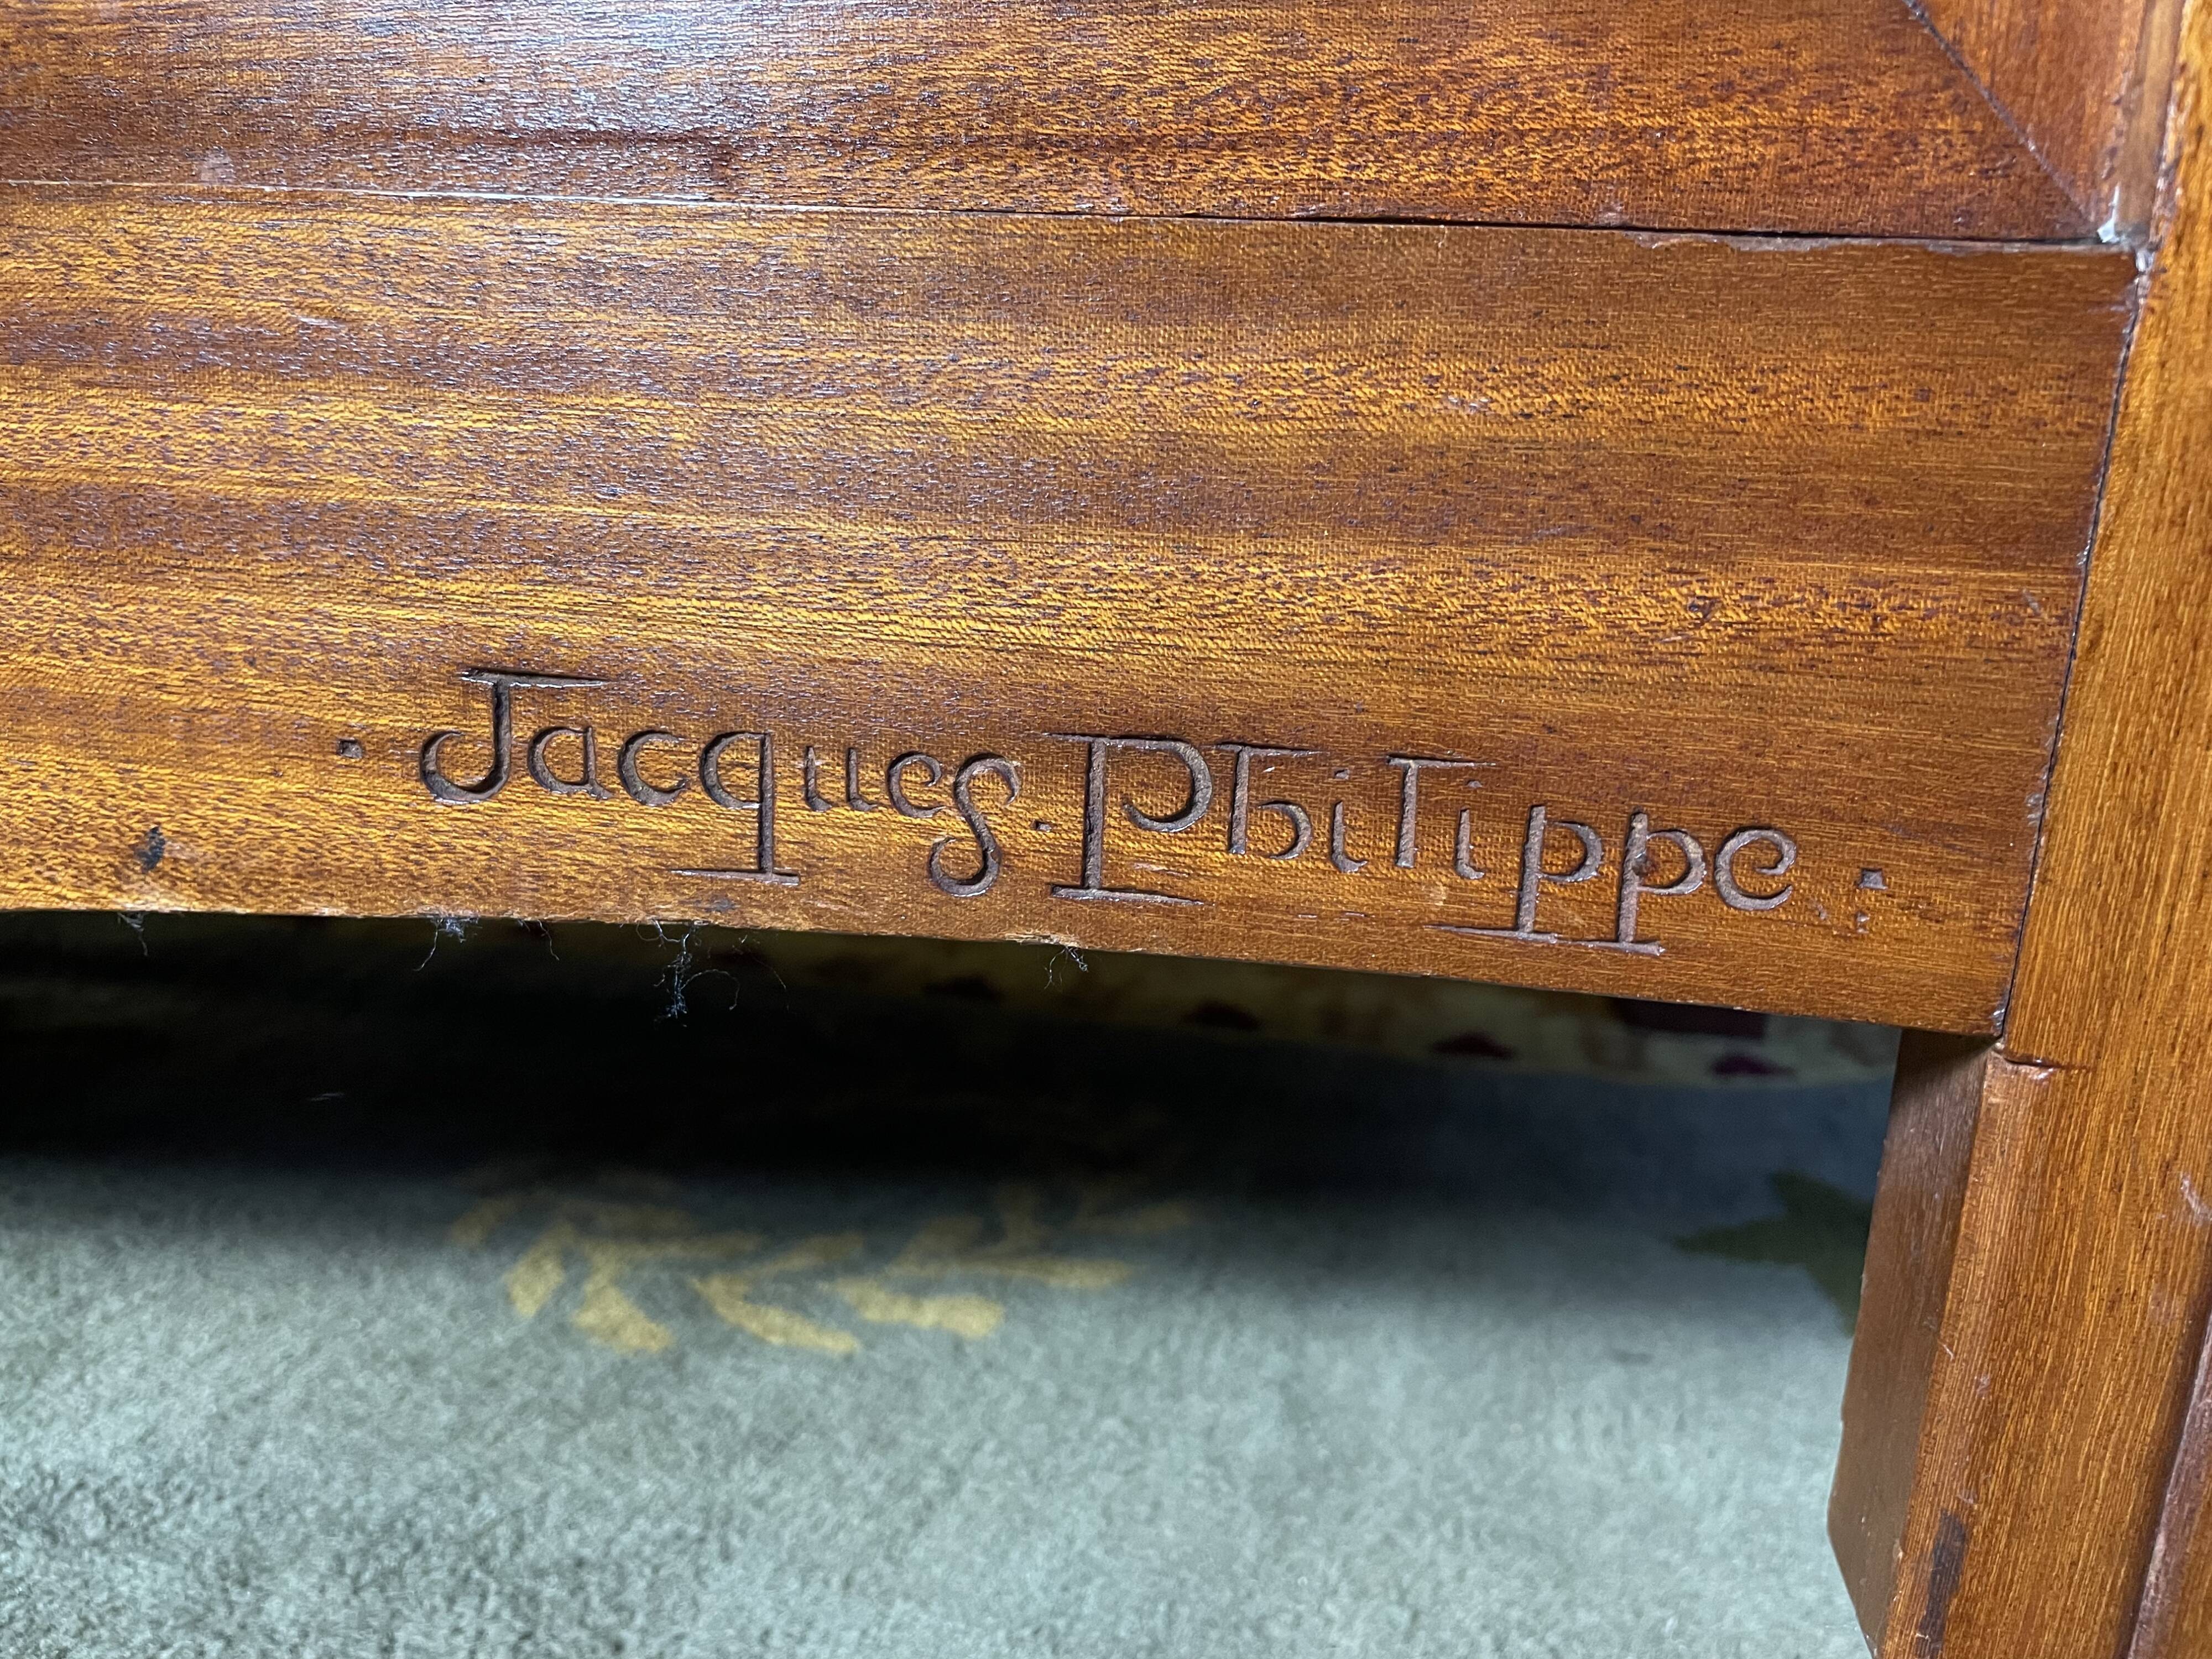 · Jacques · Philippe · :